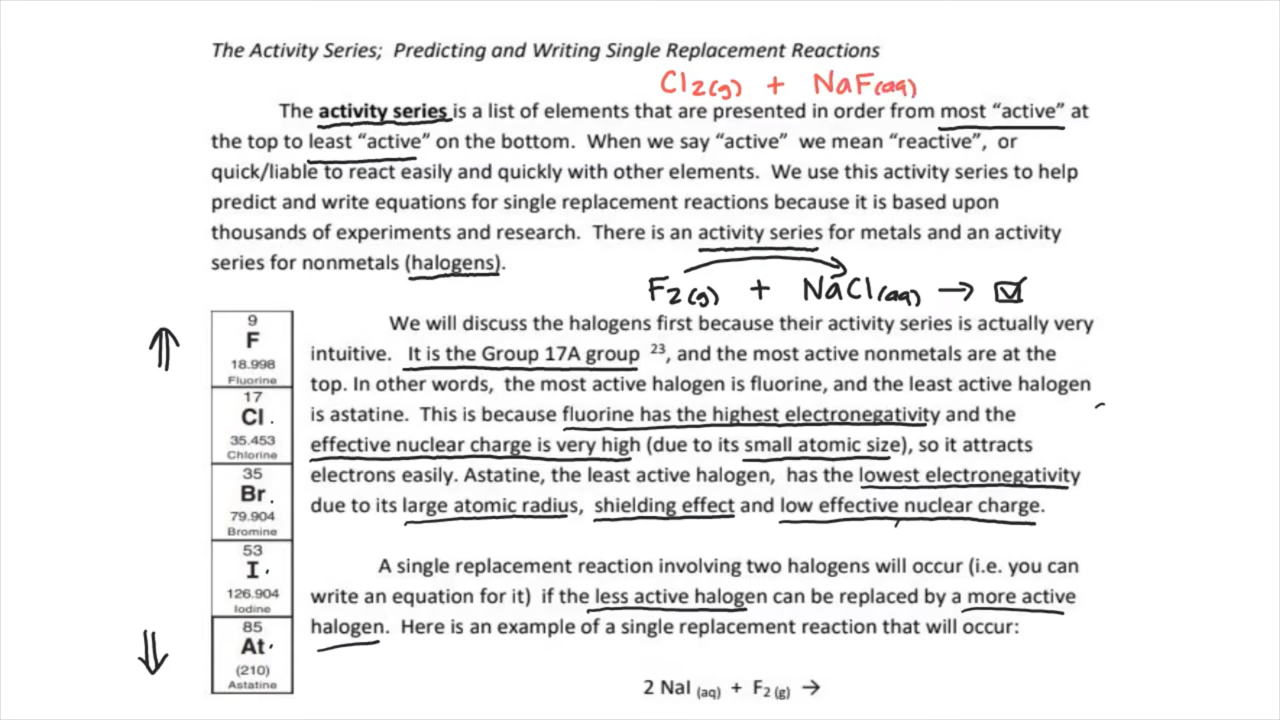 The Activity Series; Predicting and Writing Single Replacement Reactions
Cl2(g) + NaF(aq)
The activity series is a list of elements that are presented in order from most “active” at
the top to least “active” on the bottom. When we say “active” we mean “reactive”, or
quick/liable to react easily and quickly with other elements. We use this activity series to help
predict and write equations for single replacement reactions because it is based upon
thousands of experiments and research. There is an activity series for metals and an activity
series for nonmetals (halogens).
F2(g) + NaCl(aq) → ☑
9
F
18.998
Fluorine
17
Cl
35.453
Chlorine
35
Br
79.904
Bromine
53
I
126.904
Iodine
85
At
(210)
Astatine
We will discuss the halogens first because their activity series is actually very
intuitive. It is the Group 17A group 23, and the most active nonmetals are at the
top. In other words, the most active halogen is fluorine, and the least active halogen
is astatine. This is because fluorine has the highest electronegativity and the
effective nuclear charge is very high (due to its small atomic size), so it attracts
electrons easily. Astatine, the least active halogen, has the lowest electronegativity
due to its large atomic radius, shielding effect and low effective nuclear charge.
A single replacement reaction involving two halogens will occur (i.e. you can
write an equation for it) if the less active halogen can be replaced by a more active
halogen. Here is an example of a single replacement reaction that will occur:
2 NaI (aq) + F2 (g) →